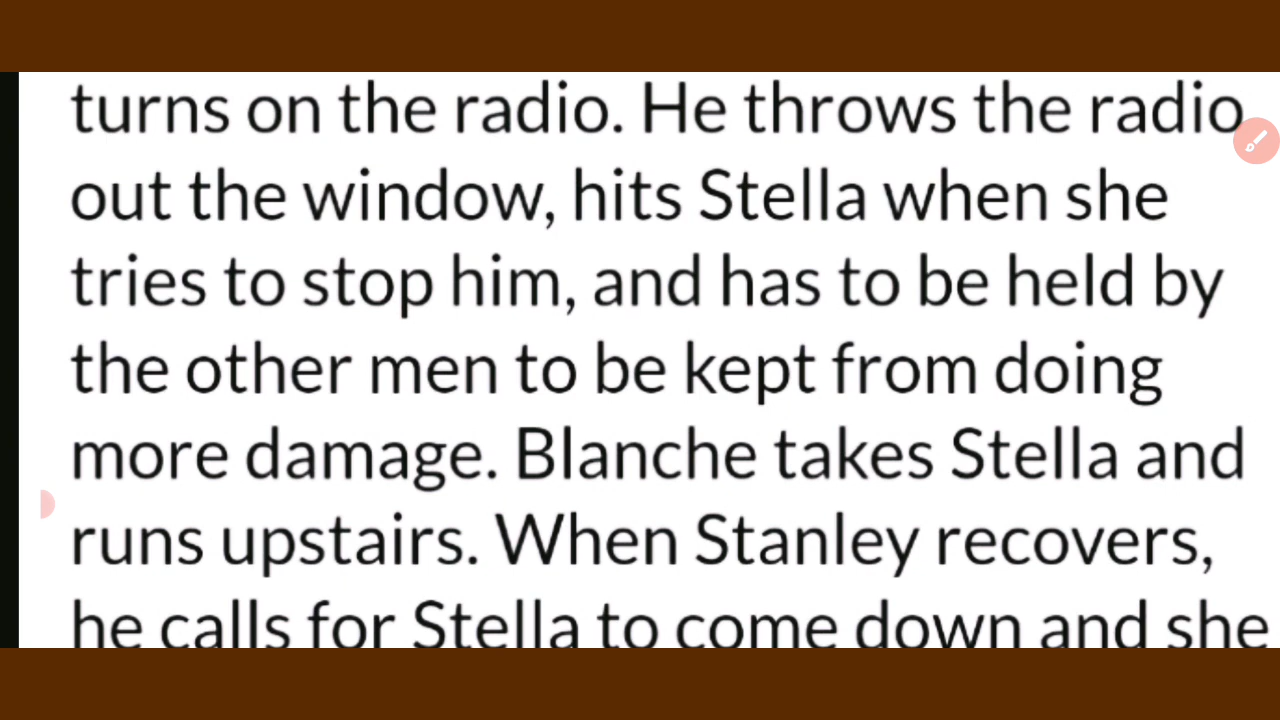 turns on the radio. He throws the radio
out the window, hits Stella when she
tries to stop him, and has to be held by
the other men to be kept from doing
more damage. Blanche takes Stella and
runs upstairs. When Stanley recovers,
he calls for Stella to come down and she